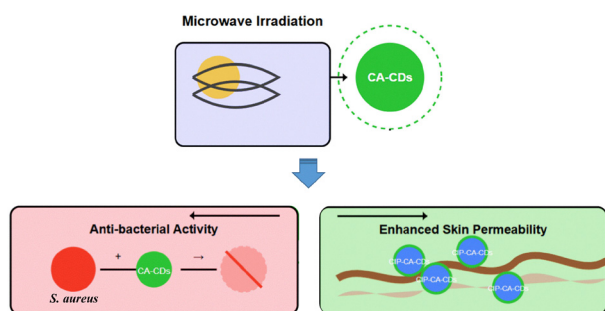 Microwave Irradiation
CA-CDs
Anti-bacterial Activity
+
CA-CDs
→
S. aureus
Enhanced Skin Permeability
CIP-CA-CDs
CIP-CA-CDs
CIP-CA-CDs
CIP-CA-CDs